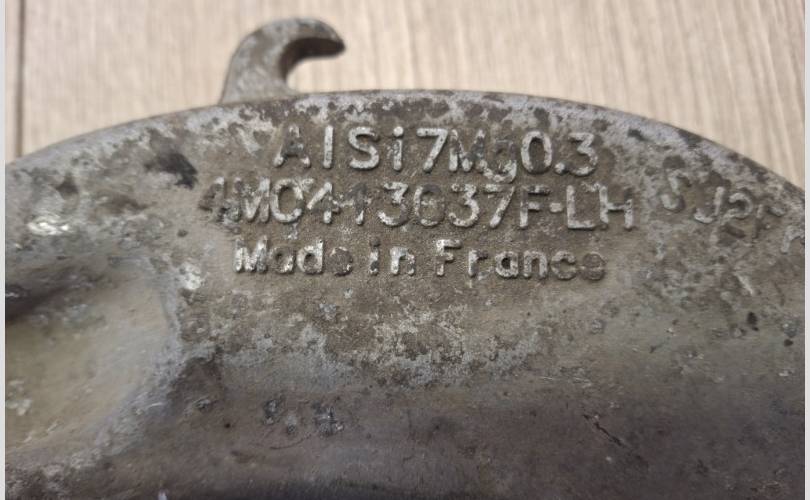 AlSi7Mg0.3
4M0413037F-LH
Made in France